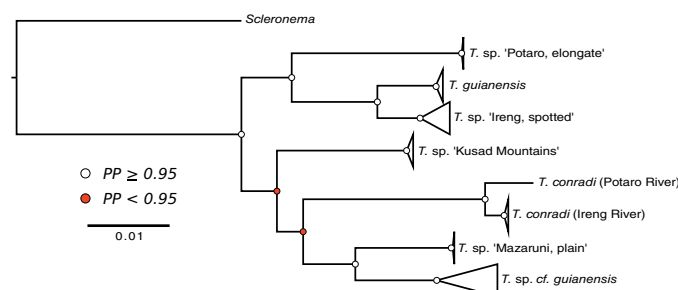 Scleronema
T. sp. 'Potaro, elongate'
T. guianensis
T. sp. 'Ireng, spotted'
T. sp. 'Kusad Mountains'
PP ≥ 0.95
PP < 0.95
0.01
T. conradi (Potaro River)
T. conradi (Ireng River)
T. sp. 'Mazaruni, plain'
T. sp. cf. guianensis